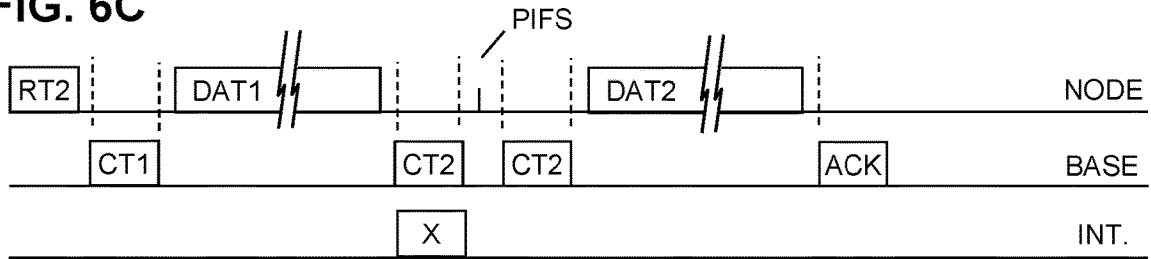 FIG. 6C
PIFS
RT2 DAT1 DAT2 NODE
CT1 CT2 CT2 ACK BASE
X INT.